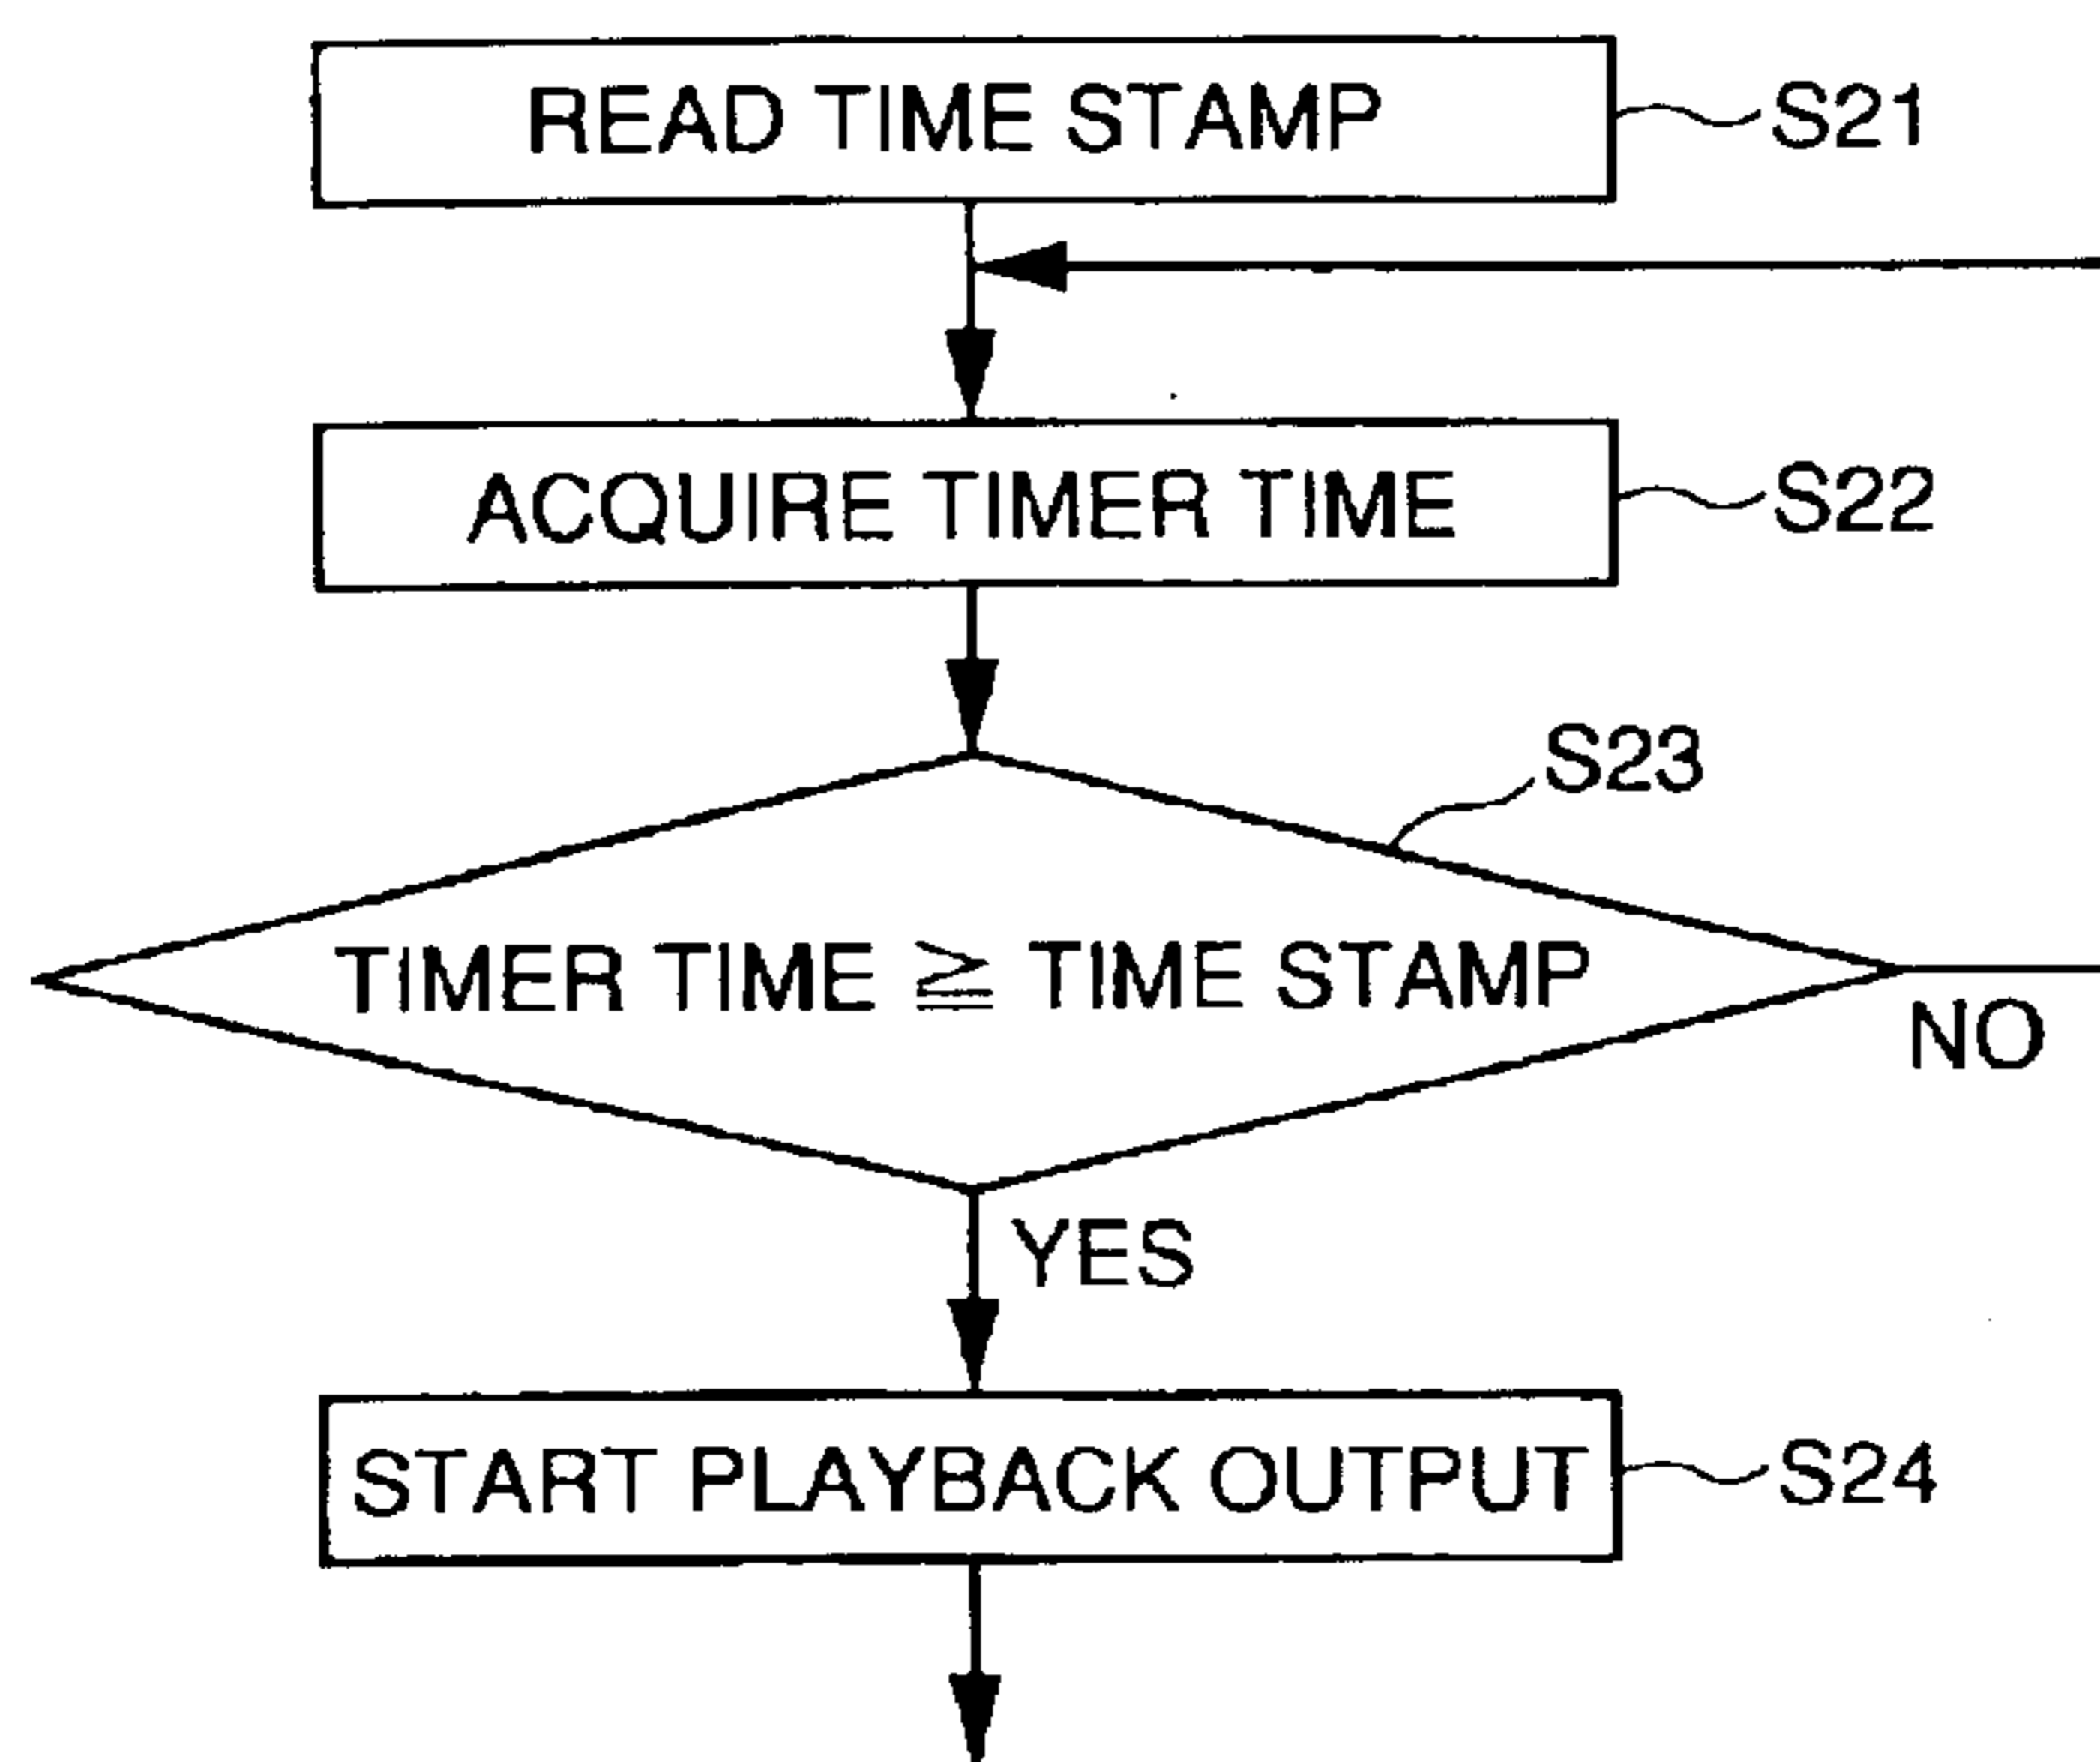 READ TIME STAMP
S21
ACQUIRE TIMER TIME
S22
S23
TIMER TIME ≧ TIME STAMP
NO
YES
START PLAYBACK OUTPUT
S24